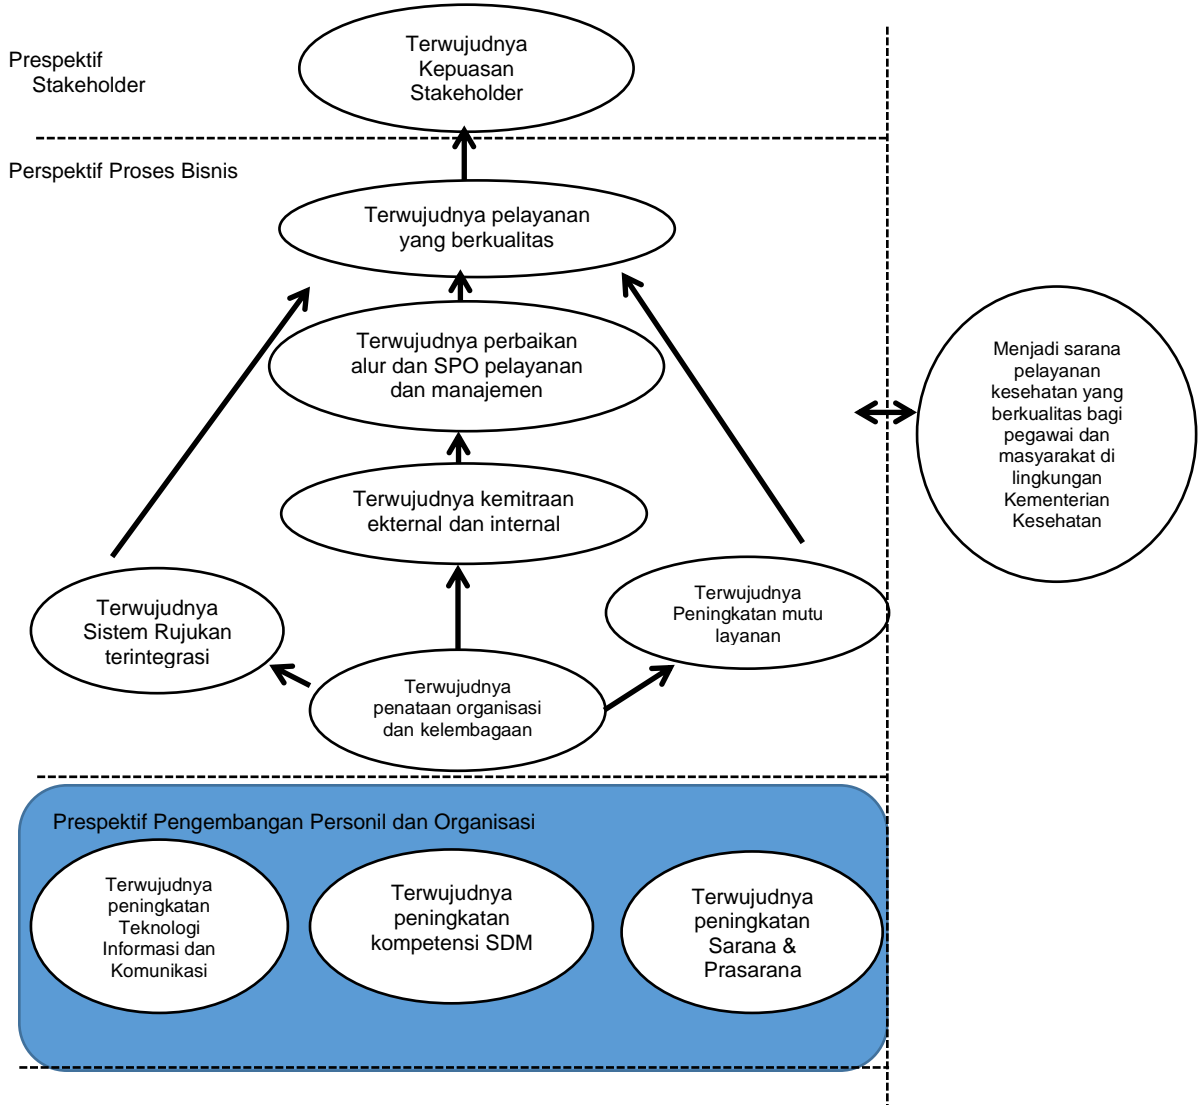 Terwujudnya
Kepuasan
Stakeholder
Prespektif
Stakeholder
Perspektif Proses Bisnis
Terwujudnya pelayanan
yang berkualitas
Terwujudnya perbaikan
alur dan SPO pelayanan
dan manajemen
Menjadi sarana
pelayanan
kesehatan yang
berkualitas bagi
pegawai dan
masyarakat di
lingkungan
Kementerian
Kesehatan
Terwujudnya kemitraan
ekternal dan internal
Terwujudnya
Sistem Rujukan
terintegrasi
Terwujudnya
Peningkatan mutu
layanan
Terwujudnya
penataan organisasi
dan kelembagaan
Prespektif Pengembangan Personil dan Organisasi
Terwujudnya
peningkatan
Teknologi
Informasi dan
Komunikasi
Terwujudnya
peningkatan
kompetensi SDM
Terwujudnya
peningkatan
Sarana &
Prasarana